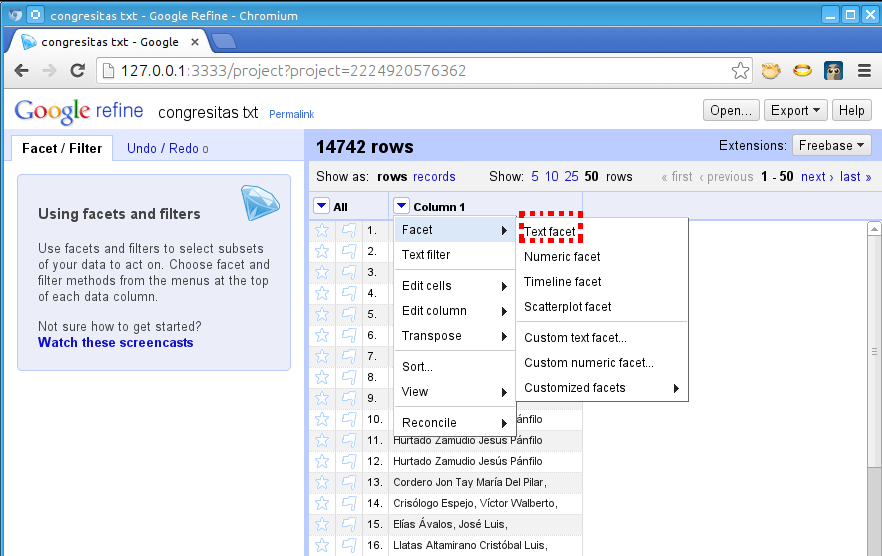 congresitas txt - Google Refine - Chromium
congresitas txt - Google
127.0.0.1:3333/project?project=2224920576362
Google refine congresitas txt Permalink
Open... Export Help
Facet / Filter Undo / Redo 0
14742 rows
Extensions: Freebase
Show as: rows records Show: 5 10 25 50 rows « first ‹ previous 1 - 50 next › last »
Using facets and filters
Use facets and filters to select subsets
of your data to act on. Choose facet and
filter methods from the menus at the top
of each data column.
Not sure how to get started?
Watch these screencasts
All Column 1
1.
2.
3.
4.
5.
6.
7.
8.
9.
10. Pánfilo
11. Hurtado Zamudio Jesús Pánfilo
12. Hurtado Zamudio Jesús Pánfilo
13. Cordero Jon Tay María Del Pilar,
14. Crisólogo Espejo, Víctor Walberto,
15. Elías Ávalos, José Luis,
16. Llatas Altamirano Cristóbal Luis,
Facet
Text filter
Edit cells
Edit column
Transpose
Sort...
View
Reconcile
Text facet
Numeric facet
Timeline facet
Scatterplot facet
Custom text facet...
Custom numeric facet...
Customized facets